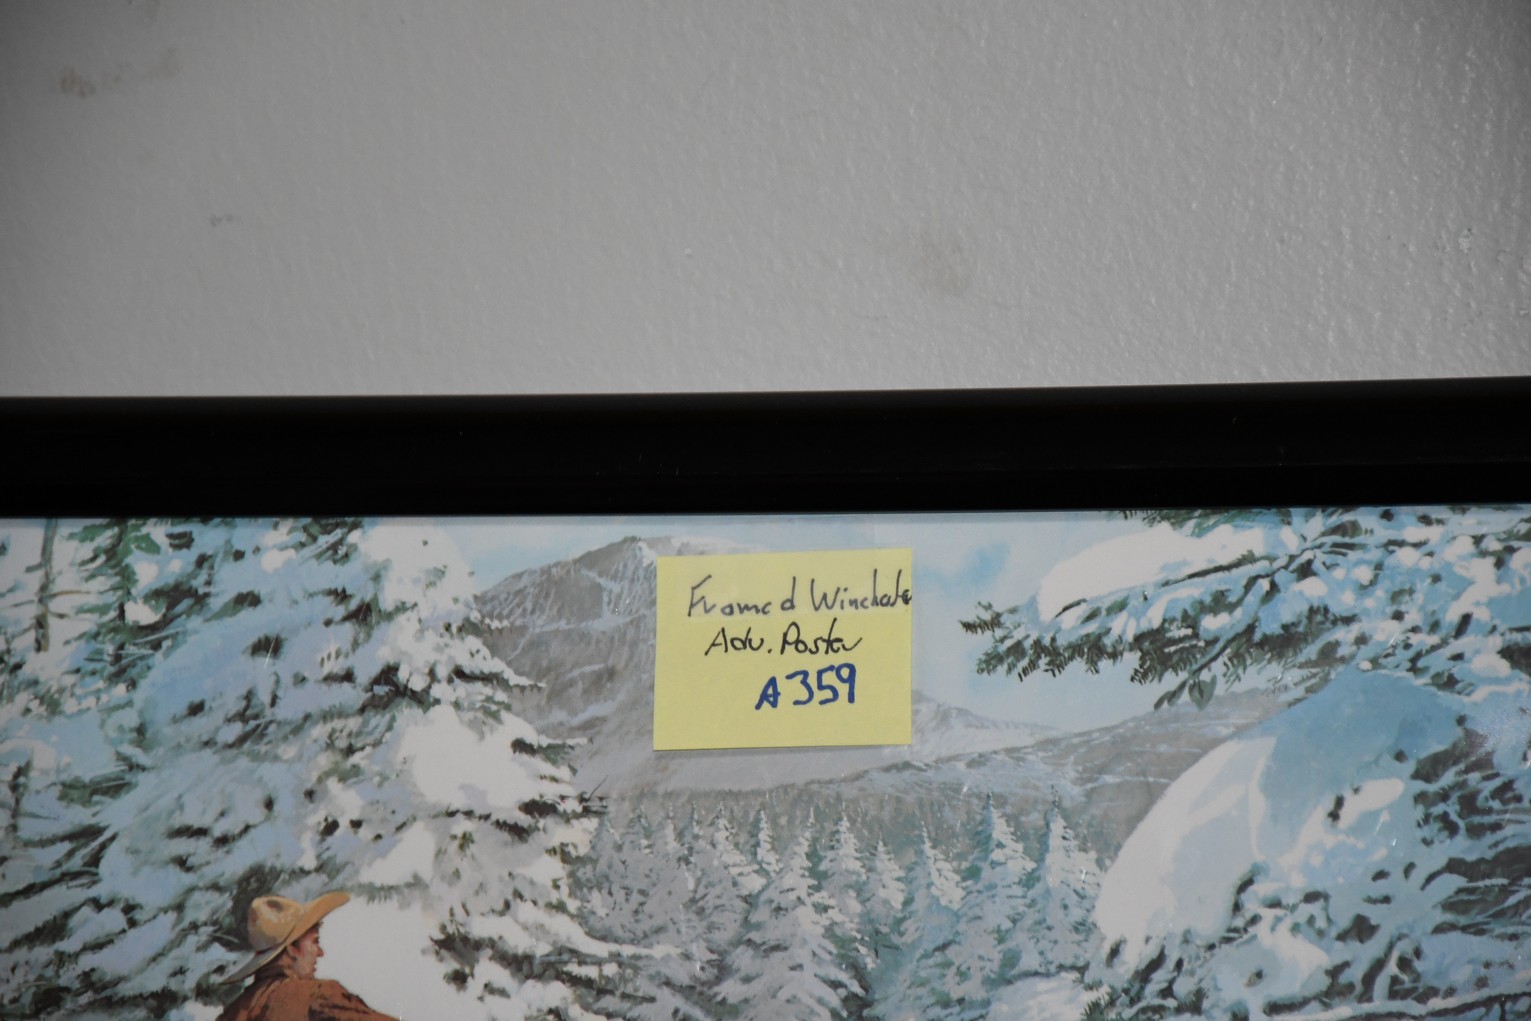 Framed Winchester
Adv. Poster
A359